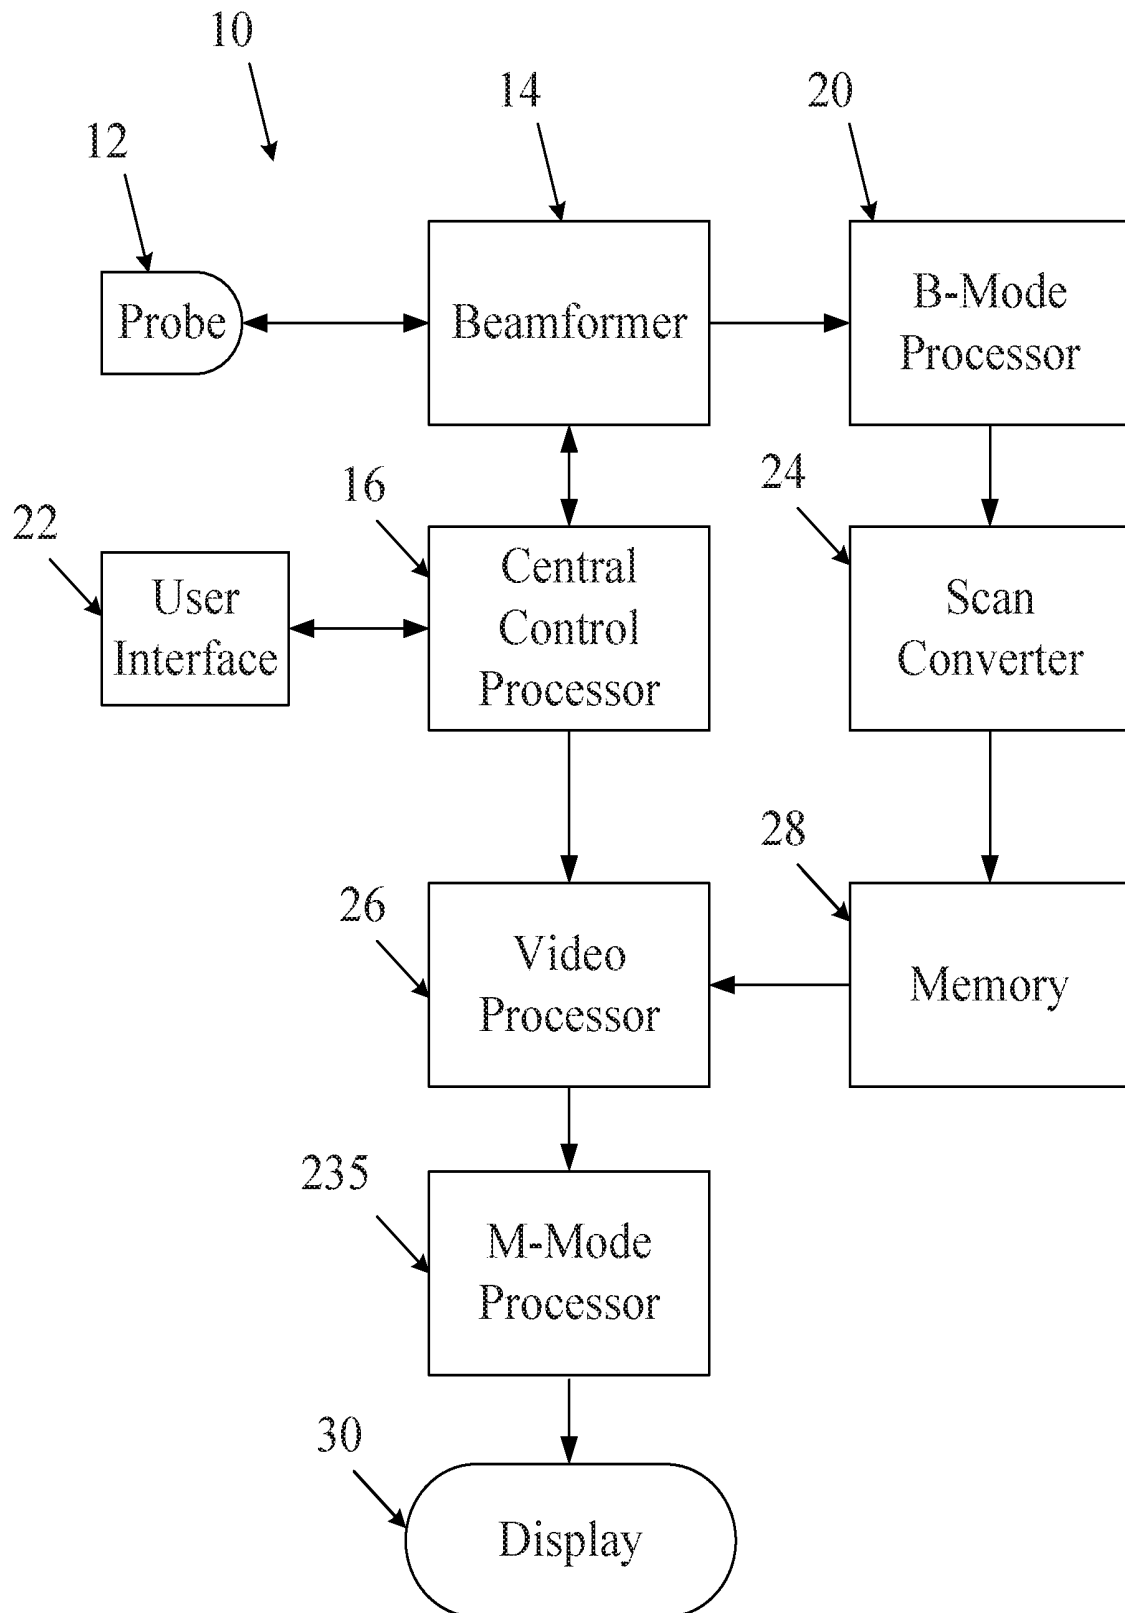 10
14
20
12
Probe
Beamformer
B-Mode
Processor
16
24
22
User
Interface
Central
Control
Processor
Scan
Converter
28
26
Video
Processor
Memory
235
M-Mode
Processor
30
Display